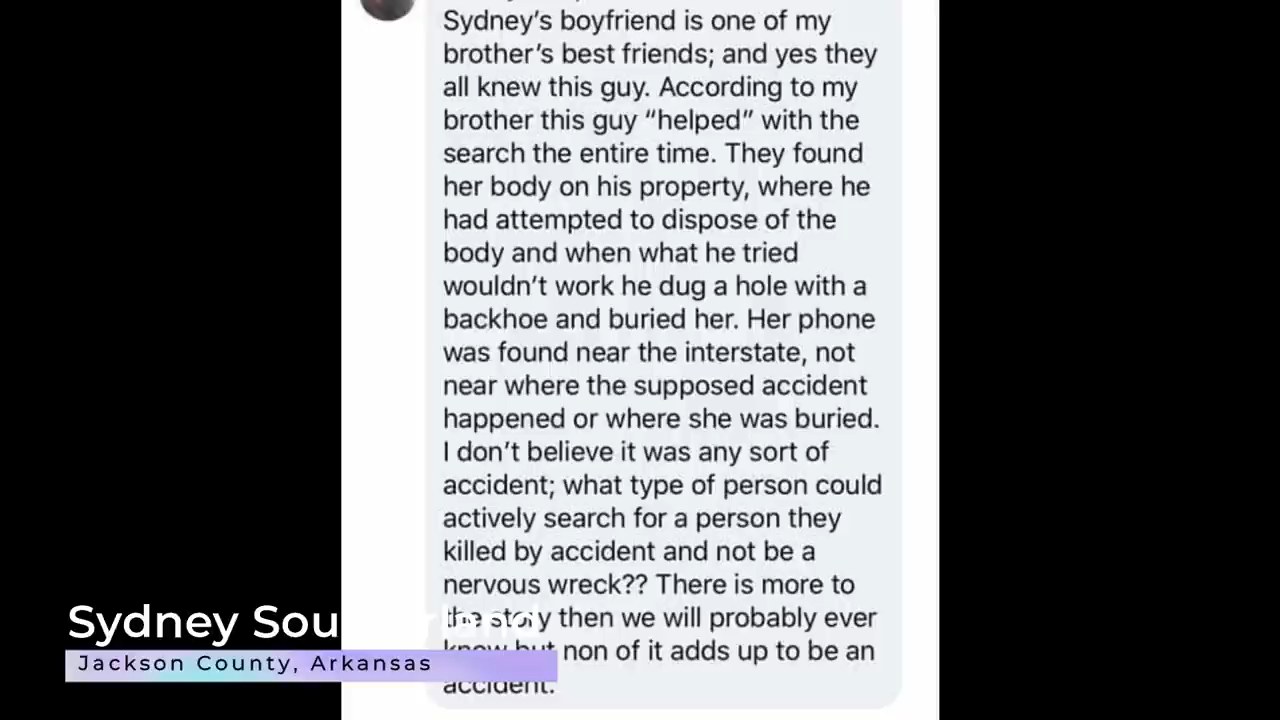 Sydney's boyfriend is one of my
brother's best friends; and yes they
all knew this guy. According to my
brother this guy “helped” with the
search the entire time. They found
her body on his property, where he
had attempted to dispose of the
body and when what he tried
wouldn't work he dug a hole with a
backhoe and buried her. Her phone
was found near the interstate, not
near where the supposed accident
happened or where she was buried.
I don't believe it was any sort of
accident; what type of person could
actively search for a person they
killed by accident and not be a
nervous wreck?? There is more to
the story then we will probably ever
know but non of it adds up to be an
accident.
Sydney Sutherland
Jackson County, Arkansas